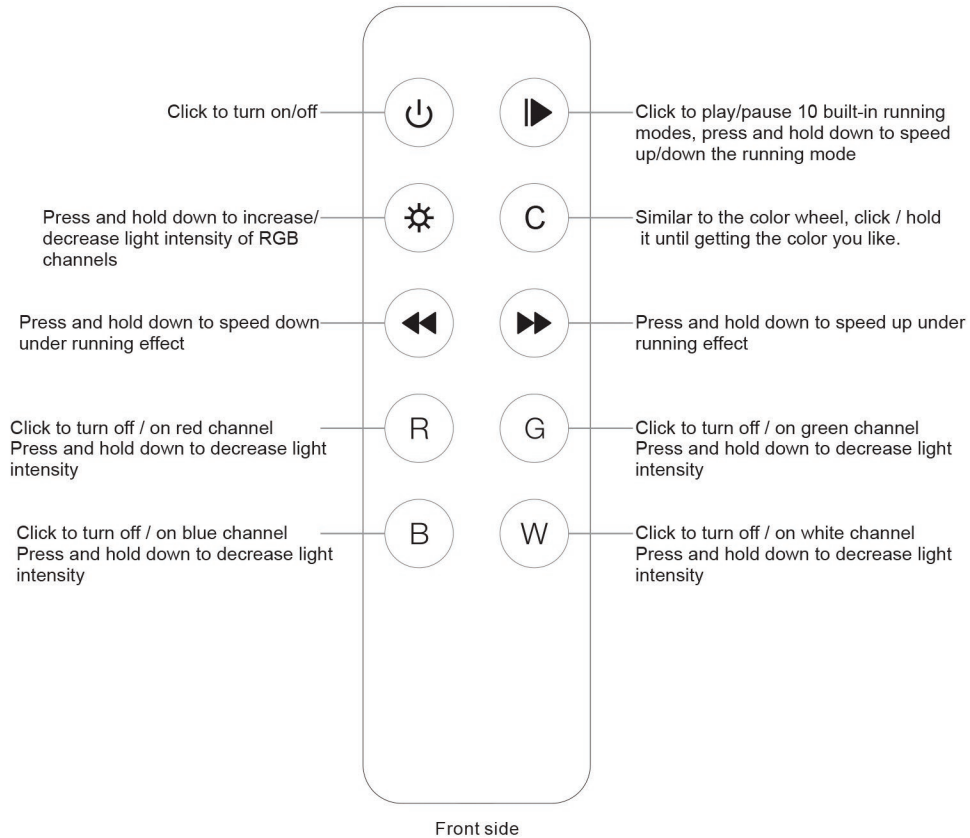 Click to turn on/off
Click to play/pause 10 built-in running
modes, press and hold down to speed
up/down the running mode
Press and hold down to increase/
decrease light intensity of RGB
channels
C
Similar to the color wheel, click / hold
it until getting the color you like.
Press and hold down to speed down
under running effect
Press and hold down to speed up under
running effect
Click to turn off / on red channel
Press and hold down to decrease light
intensity
R
G
Click to turn off / on green channel
Press and hold down to decrease light
intensity
Click to turn off / on blue channel
Press and hold down to decrease light
intensity
B
W
Click to turn off / on white channel
Press and hold down to decrease light
intensity
Front side